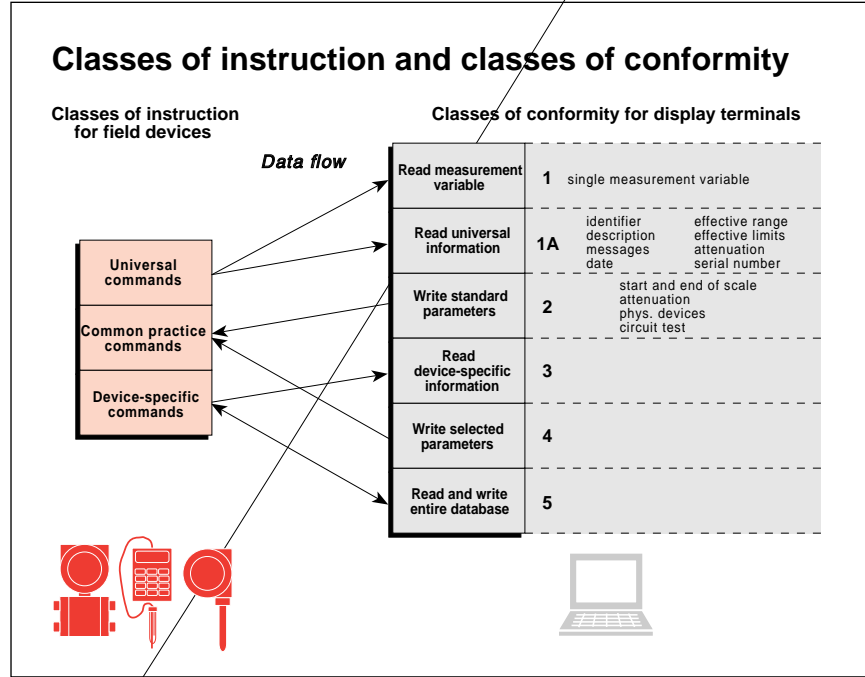 Classes of instruction and classes of conformity
Classes of instruction
for field devices
Classes of conformity for display terminals
Data flow
Universal
commands
Common practice
commands
Device-specific
commands
Read measurement
variable
1
single measurement variable
Read universal
information
1A
identifier
description
messages
date
effective range
effective limits
attenuation
serial number
Write standard
parameters
2
start and end of scale
attenuation
phys. devices
circuit test
Read
device-specific
information
3
Write selected
parameters
4
Read and write
entire database
5